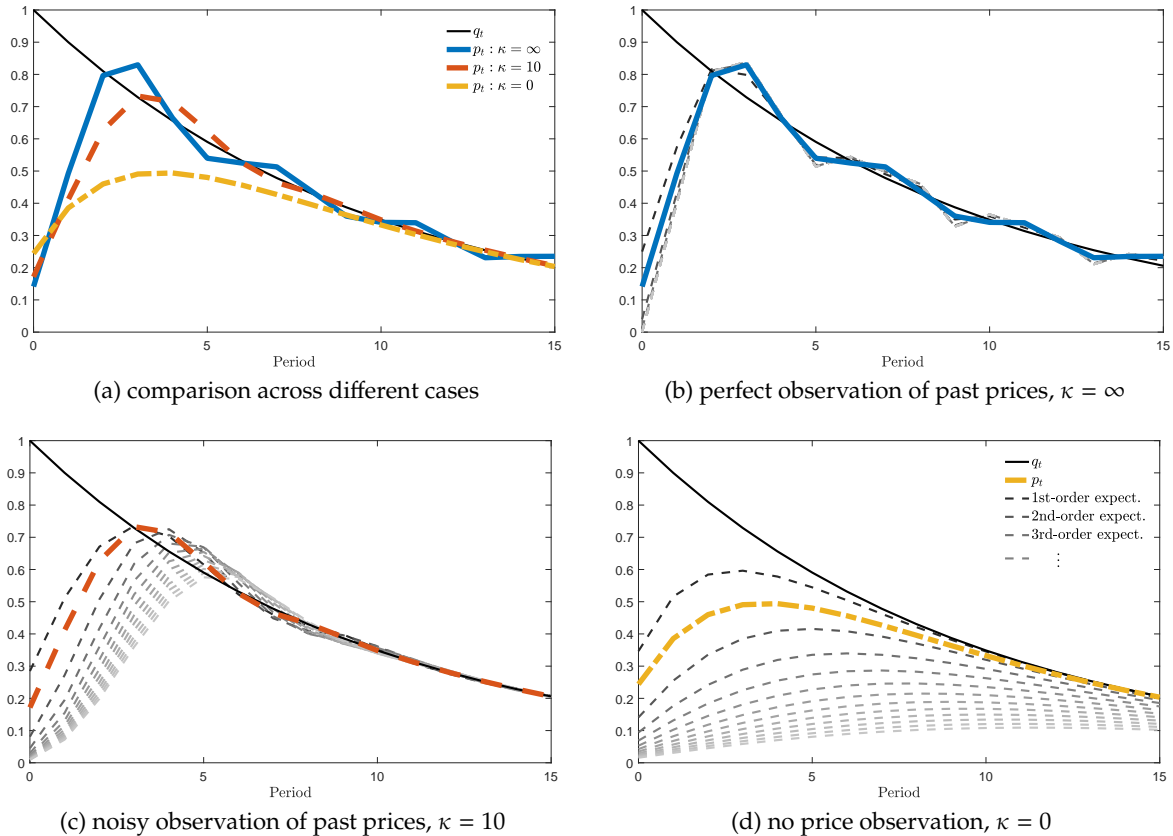 1
0.9
0.8
0.7
0.6
0.5
0.4
0.3
0.2
0.1
0
0 5 10 15
Period
q_t
p_t : κ = ∞
p_t : κ = 10
p_t : κ = 0
(a) comparison across different cases
1
0.9
0.8
0.7
0.6
0.5
0.4
0.3
0.2
0.1
0
0 5 10 15
Period
(b) perfect observation of past prices, κ = ∞
1
0.9
0.8
0.7
0.6
0.5
0.4
0.3
0.2
0.1
0
0 5 10 15
Period
(c) noisy observation of past prices, κ = 10
1
0.9
0.8
0.7
0.6
0.5
0.4
0.3
0.2
0.1
0
0 5 10 15
Period
q_t
p_t
1st-order expect.
2nd-order expect.
3rd-order expect.
⋮
(d) no price observation, κ = 0